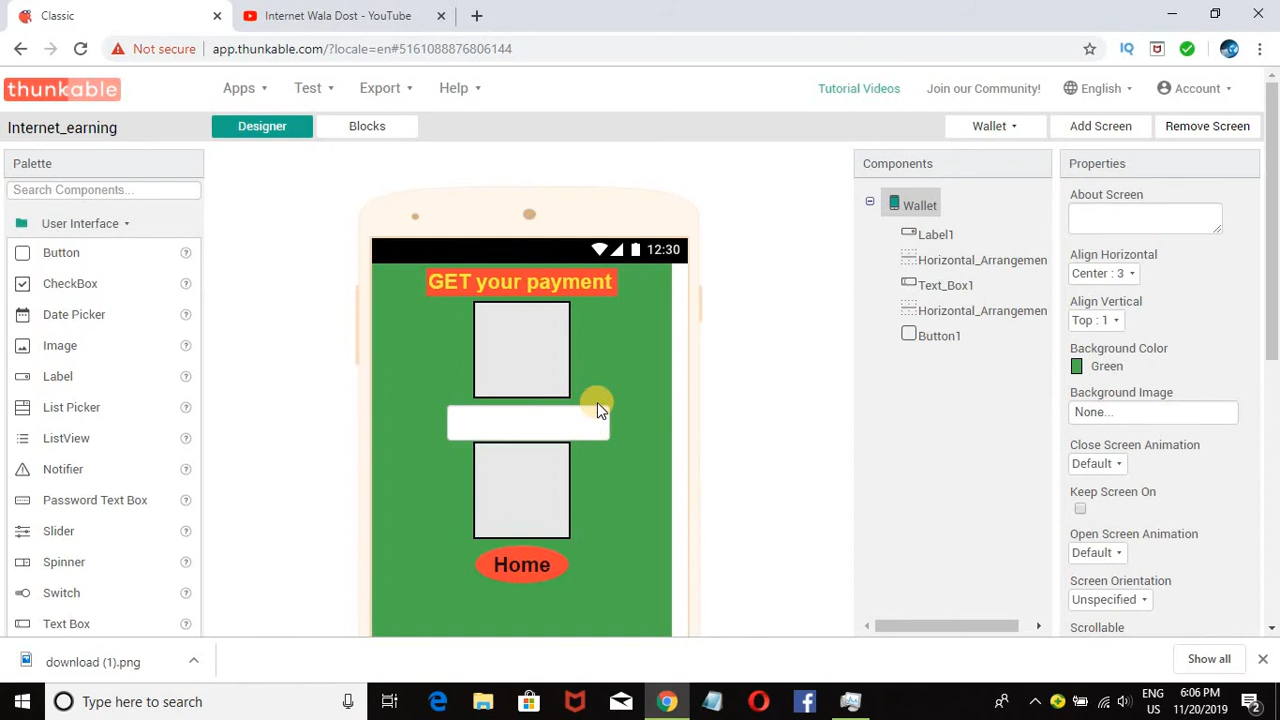 Classic
Internet Wala Dost - YouTube
Not secure
app.thunkable.com/?locale=en#5161088876806144
IQ
thunkable
Apps
Test
Export
Help
Tutorial Videos
Join our Community!
English
Account
Internet_earning
Designer
Blocks
Wallet
Add Screen
Remove Screen
Palette
Components
Properties
Search Components...
User Interface
Button
CheckBox
Date Picker
Image
Label
List Picker
ListView
Notifier
Password Text Box
Slider
Spinner
Switch
Text Box
12:30
GET your payment
Home
Wallet
Label1
Horizontal_Arrangemen
Text_Box1
Horizontal_Arrangemen
Button1
About Screen
Align Horizontal
Center : 3
Align Vertical
Top : 1
Background Color
Green
Background Image
None...
Close Screen Animation
Default
Keep Screen On
Open Screen Animation
Default
Screen Orientation
Unspecified
Scrollable
download (1).png
Show all
Type here to search
ENG
US
6:06 PM
11/20/2019
2